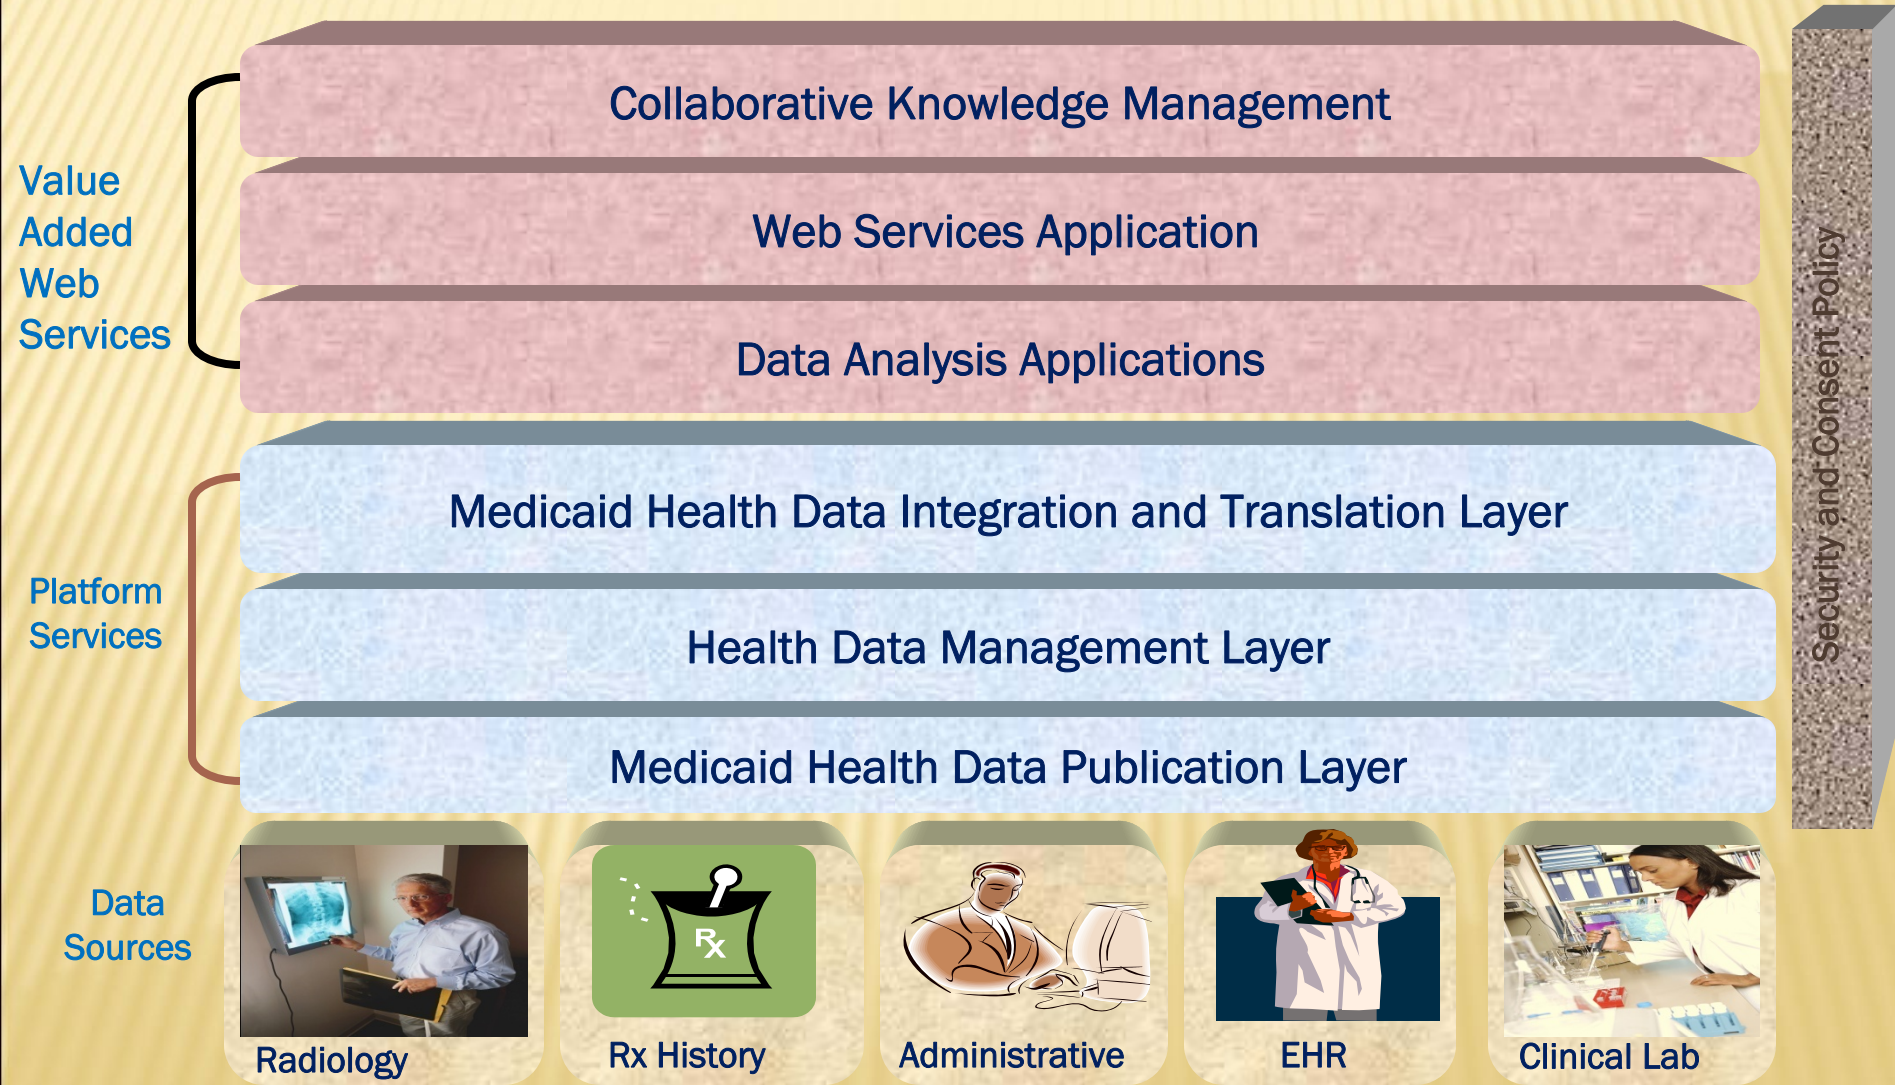 Collaborative Knowledge Management
Web Services Application
Data Analysis Applications
Value
Added
Web
Services
Medicaid Health Data Integration and Translation Layer
Health Data Management Layer
Medicaid Health Data Publication Layer
Platform
Services
Security and Consent Policy
Data
Sources
Rx
Radiology
Rx History
Administrative
EHR
Clinical Lab